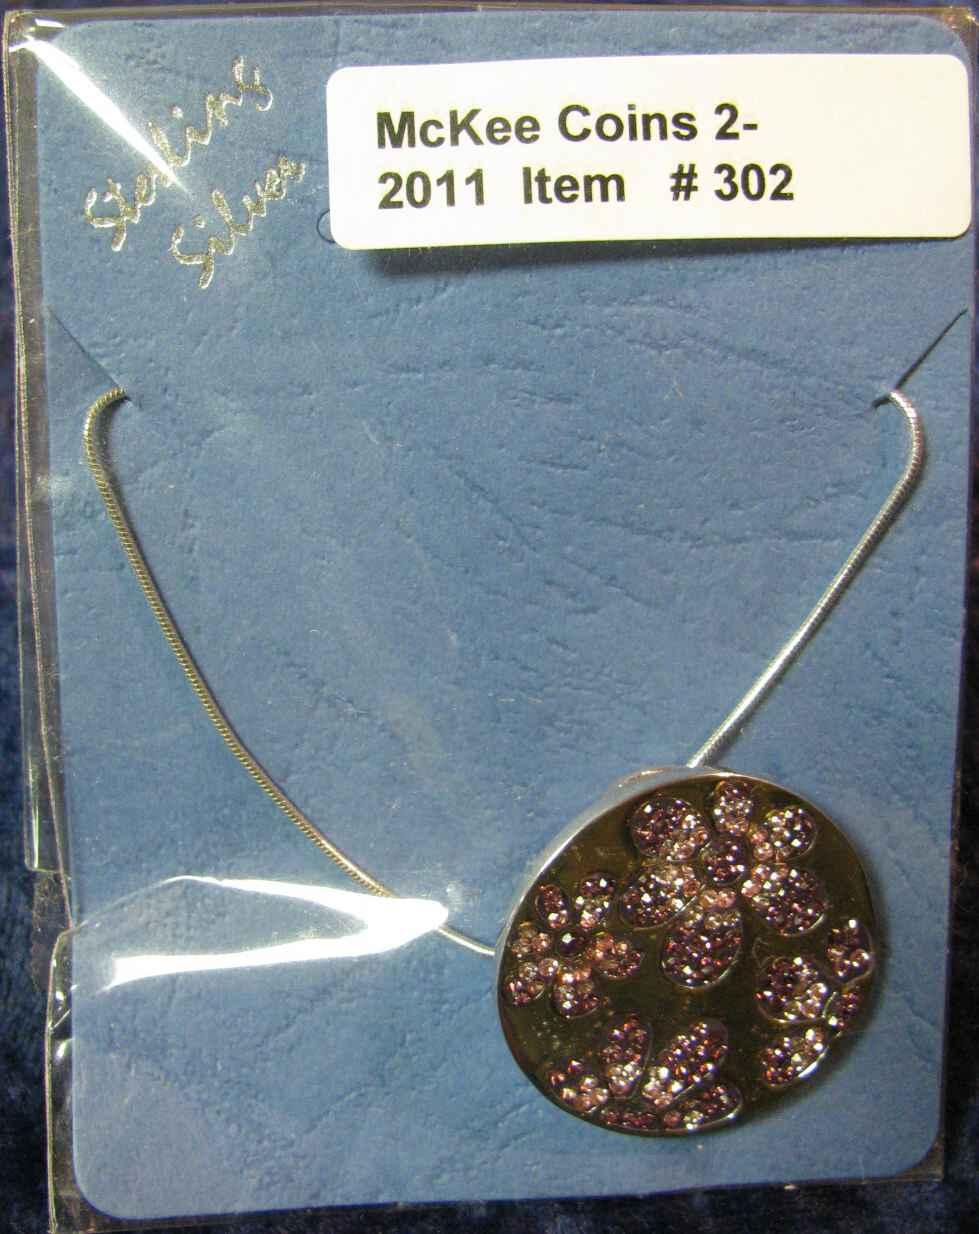 Sterling
Silver
McKee Coins 2-
2011 Item # 302